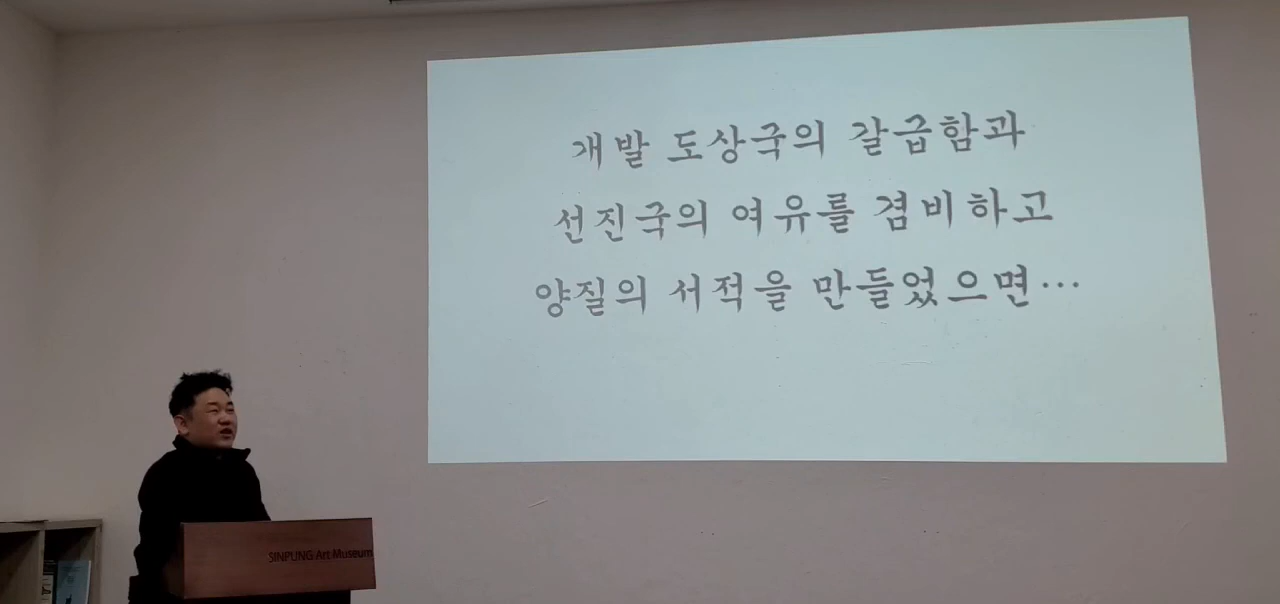 개발 도상국의 갈급함과
선진국의 여유를 겸비하고
양질의 서적을 만들었으면…
SINPUNG Art Museum